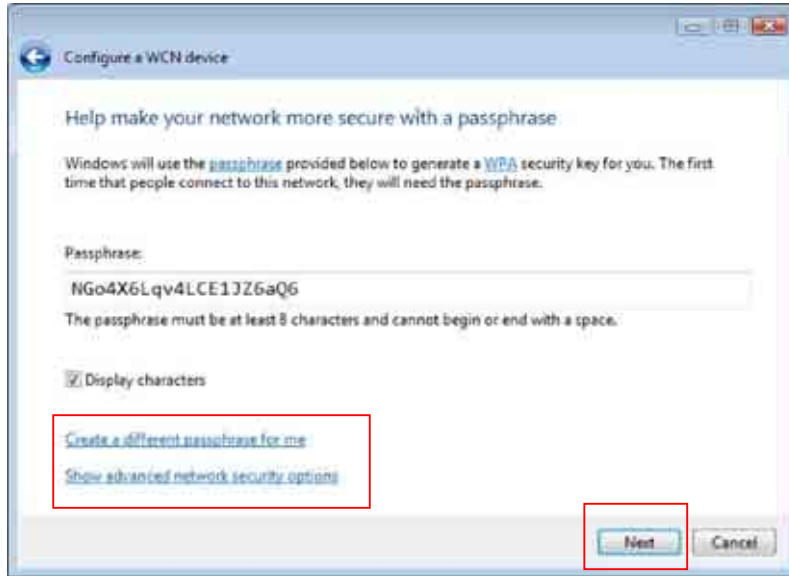 Configure a WCN device
Help make your network more secure with a passphrase
Windows will use the passphrase provided below to generate a WPA security key for you. The first
time that people connect to this network, they will need the passphrase.
Passphrase:
NGo4X6Lqv4LCE13Z6aQ6
The passphrase must be at least 8 characters and cannot begin or end with a space.
Display characters
Create a different passphrase for me
Show advanced network security options
Next Cancel